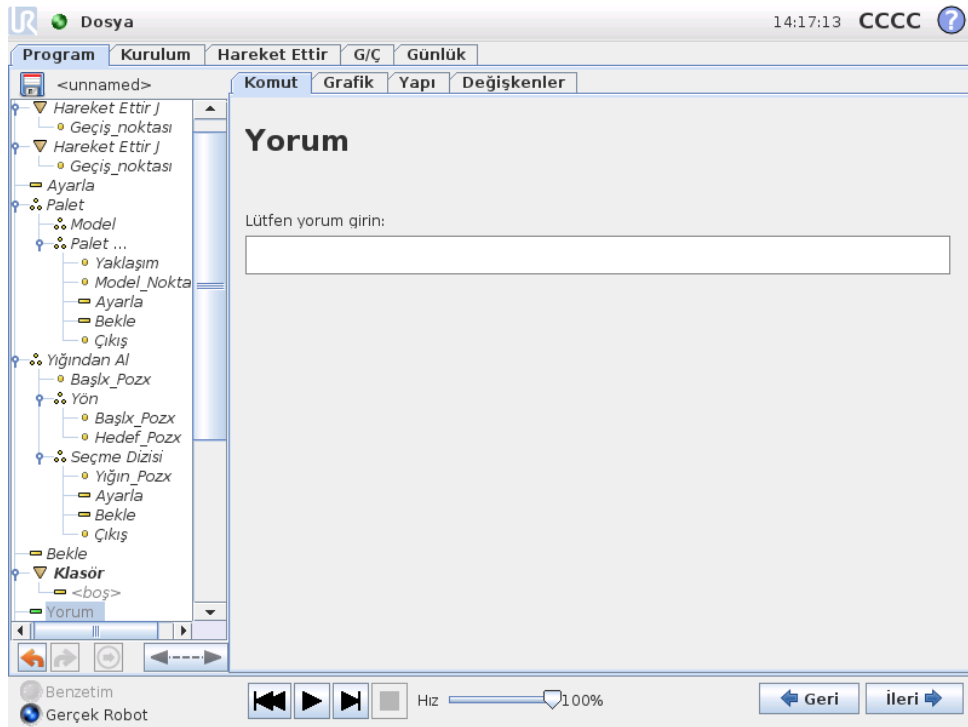 UR Dosya 14:17:13 CCCC ?
Program Kurulum Hareket Ettir G/Ç Günlük
<unnamed>
Komut Grafik Yapı Değişkenler
Hareket Ettir J
Geçiş_noktası
Hareket Ettir J
Geçiş_noktası
Ayarla
Palet
Model
Palet ...
Yaklaşım
Model_Nokta
Ayarla
Bekle
Çıkış
Yığından Al
Başlx_Pozx
Yön
Başlx_Pozx
Hedef_Pozx
Seçme Dizisi
Yığın_Pozx
Ayarla
Bekle
Çıkış
Bekle
Klasör
<boş>
Yorum
Yorum
Lütfen yorum girin:
Benzetim
Gerçek Robot
Hız 100%
Geri İleri